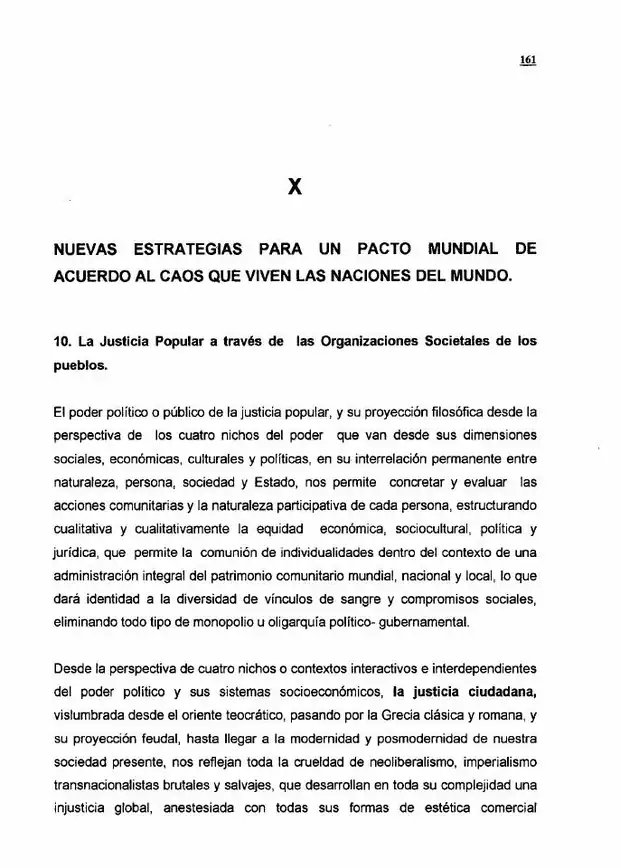 161
X
NUEVAS ESTRATEGIAS PARA UN PACTO MUNDIAL DE
ACUERDO AL CAOS QUE VIVEN LAS NACIONES DEL MUNDO.
10. La Justicia Popular a través de las Organizaciones Societales de los
pueblos.
El poder político o público de la justicia popular, y su proyección filosófica desde la
perspectiva de los cuatro nichos del poder que van desde sus dimensiones
sociales, económicas, culturales y políticas, en su interrelación permanente entre
naturaleza, persona, sociedad y Estado, nos permite concretar y evaluar las
acciones comunitarias y la naturaleza participativa de cada persona, estructurando
cualitativa y cualitativamente la equidad económica, sociocultural, política y
jurídica, que permite la comunión de individualidades dentro del contexto de una
administración integral del patrimonio comunitario mundial, nacional y local, lo que
dará identidad a la diversidad de vínculos de sangre y compromisos sociales,
eliminando todo tipo de monopolio u oligarquía político- gubernamental.
Desde la perspectiva de cuatro nichos o contextos interactivos e interdependientes
del poder político y sus sistemas socioeconómicos, la justicia ciudadana,
vislumbrada desde el oriente teocrático, pasando por la Grecia clásica y romana, y
su proyección feudal, hasta llegar a la modernidad y posmodernidad de nuestra
sociedad presente, nos reflejan toda la crueldad de neoliberalismo, imperialismo
transnacionalistas brutales y salvajes, que desarrollan en toda su complejidad una
injusticia global, anestesiada con todas sus formas de estética comercial